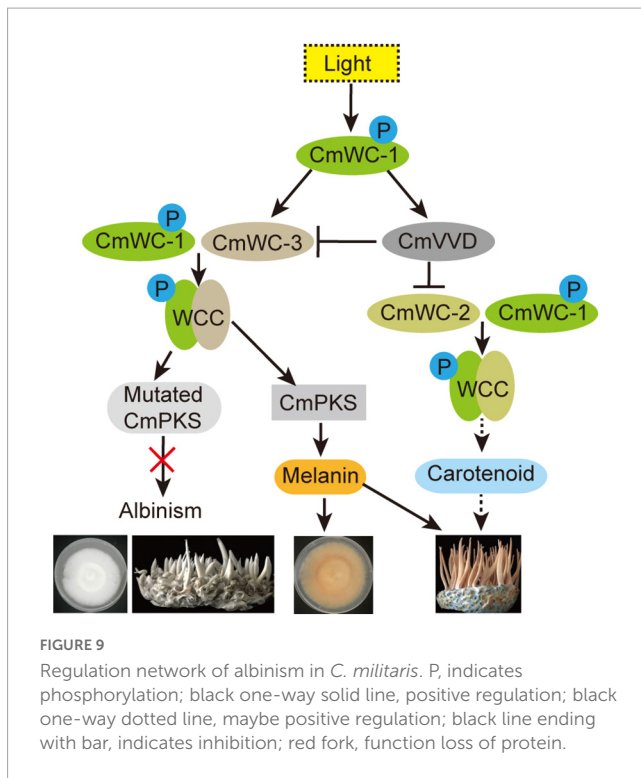 Light
P
CmWC-1
P
CmWC-1
CmWC-3
CmVVD
P
CmWC-2
CmWC-1
P
WCC
P
WCC
Mutated
CmPKS
CmPKS
Melanin
Carotenoid
Albinism
FIGURE 9
Regulation network of albinism in C. militaris. P, indicates
phosphorylation; black one-way solid line, positive regulation; black
one-way dotted line, maybe positive regulation; black line ending
with bar, indicates inhibition; red fork, function loss of protein.